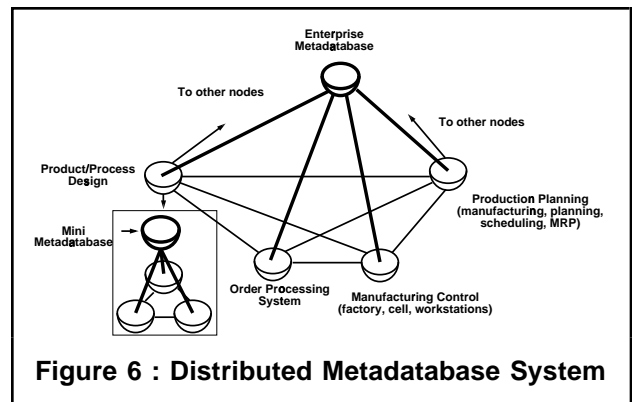 Enterprise
Metadatabase
To other nodes
To other nodes
Product/Process
Design
Production Planning
(manufacturing, planning,
scheduling, MRP)
Mini
Metadatabase
Order Processing
System
Manufacturing Control
(factory, cell, workstations)
Figure 6 : Distributed Metadatabase System